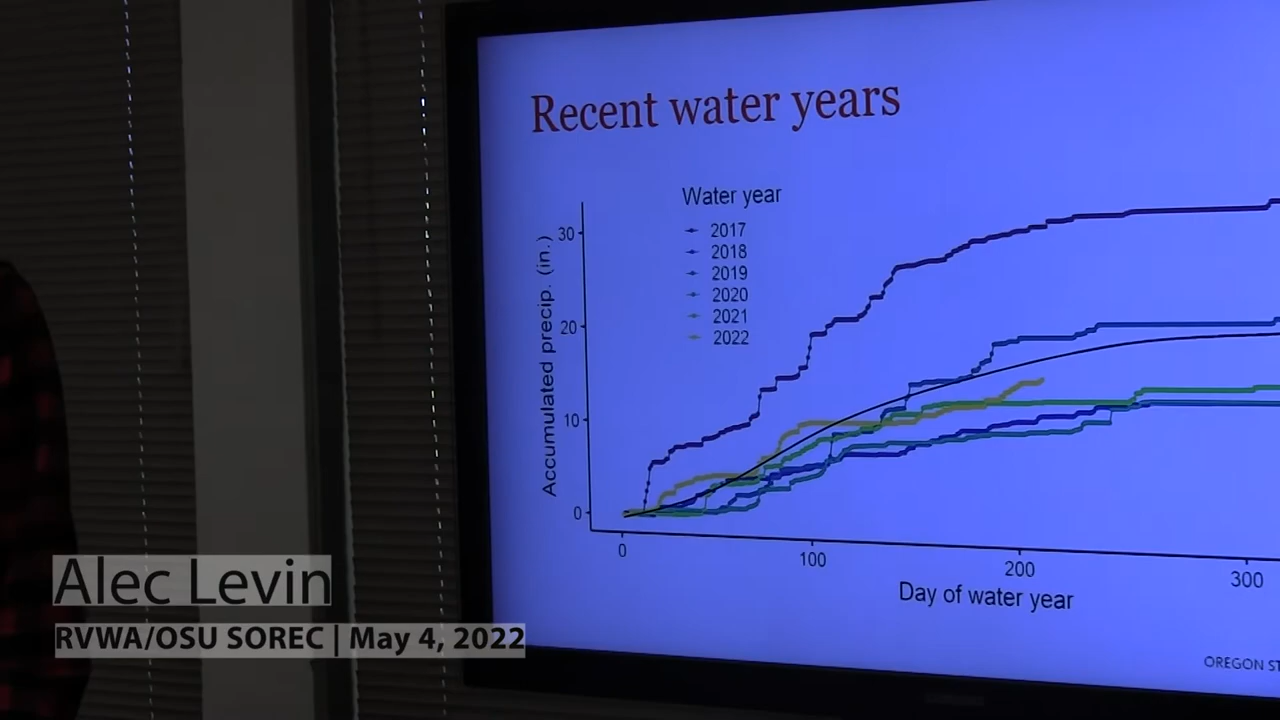 Recent water years
Water year
2017
2018
2019
2020
2021
2022
Accumulated precip. (in.)
30
20
10
0
0
100
200
300
Day of water year
OREGON ST
Alec Levin
RVWA/OSU SOREC | May 4, 2022